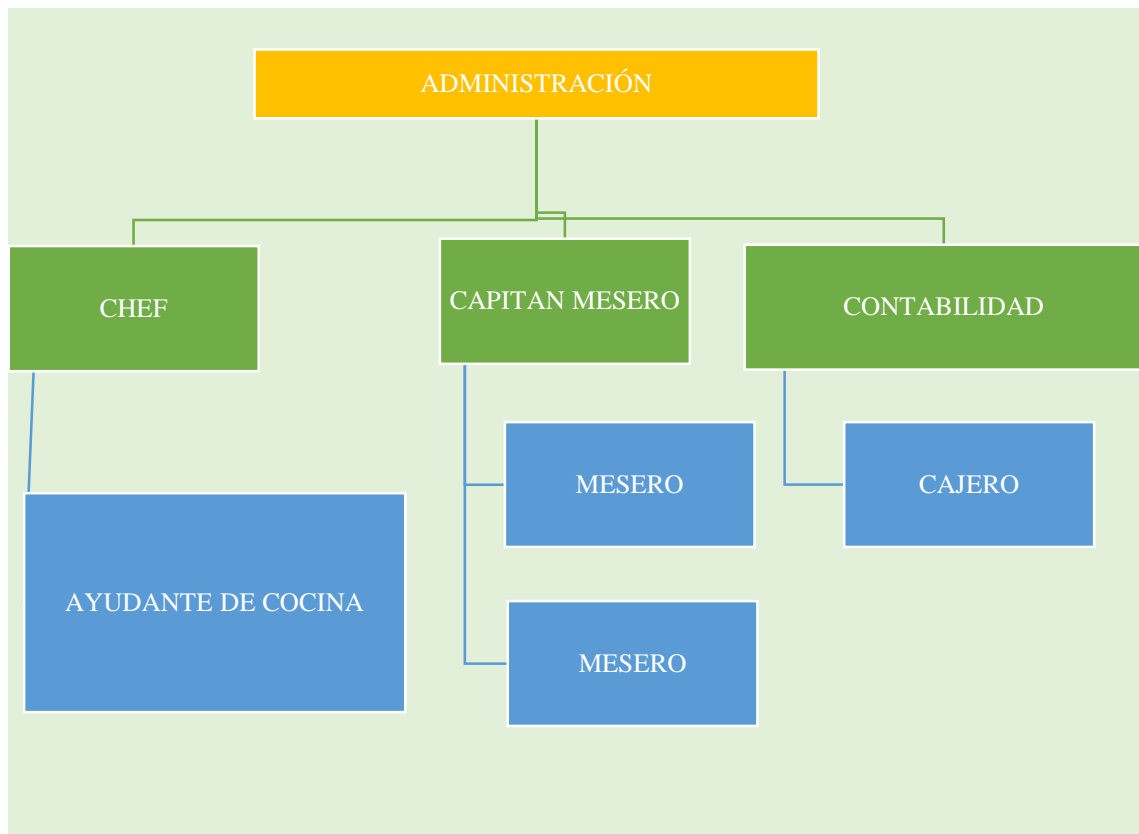 ADMINISTRACIÓN
CHEF
CAPITAN MESERO
CONTABILIDAD
MESERO
CAJERO
AYUDANTE DE COCINA
MESERO